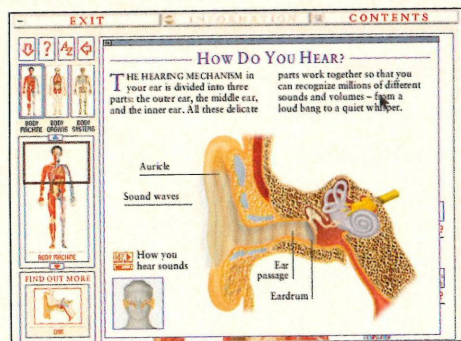 EXIT
INFORMATION
CONTENTS
?
AZ
BODY MACHINE
BODY ORGANS
BODY SYSTEMS
BODY MACHINE
FIND OUT MORE
EAR
HOW DO YOU HEAR?
THE HEARING MECHANISM in
your ear is divided into three
parts: the outer ear, the middle ear,
and the inner ear. All these delicate
parts work together so that you
can recognize millions of different
sounds and volumes – from a
loud bang to a quiet whisper.
Auricle
Sound waves
How you
hear sounds
Ear
passage
Eardrum